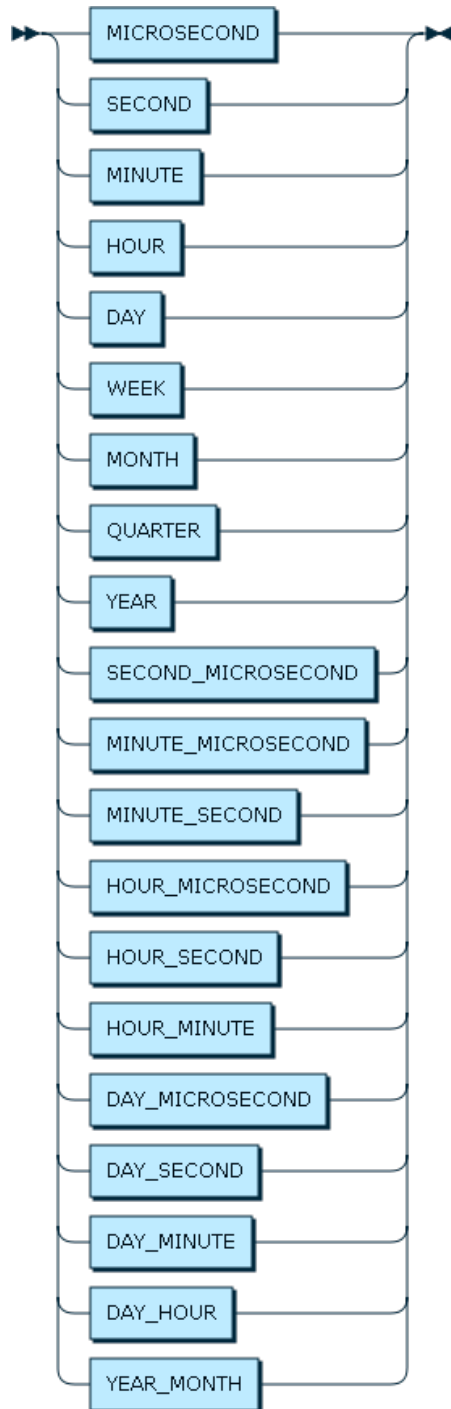 MICROSECOND
SECOND
MINUTE
HOUR
DAY
WEEK
MONTH
QUARTER
YEAR
SECOND_MICROSECOND
MINUTE_MICROSECOND
MINUTE_SECOND
HOUR_MICROSECOND
HOUR_SECOND
HOUR_MINUTE
DAY_MICROSECOND
DAY_SECOND
DAY_MINUTE
DAY_HOUR
YEAR_MONTH